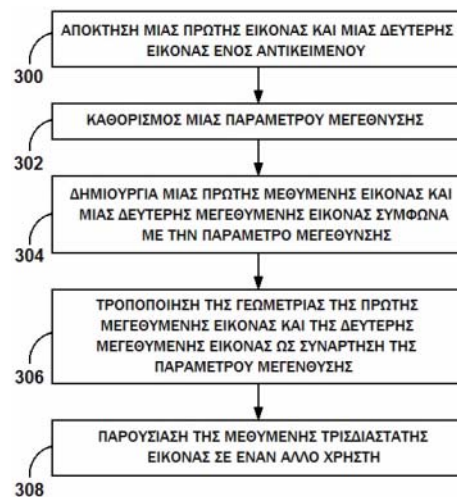 ΑΠΟΚΤΗΣΗ ΜΙΑΣ ΠΡΩΤΗΣ ΕΙΚΟΝΑΣ ΚΑΙ ΜΙΑΣ ΔΕΥΤΕΡΗΣ
ΕΙΚΟΝΑΣ ΕΝΟΣ ΑΝΤΙΚΕΙΜΕΝΟΥ
300
ΚΑΘΟΡΙΣΜΟΣ ΜΙΑΣ ΠΑΡΑΜΕΤΡΟΥ ΜΕΓΕΘΝΥΣΗΣ
302
ΔΗΜΙΟΥΡΓΙΑ ΜΙΑΣ ΠΡΩΤΗΣ ΜΕΘΥΜΕΝΗΣ ΕΙΚΟΝΑΣ ΚΑΙ
ΜΙΑΣ ΔΕΥΤΕΡΗΣ ΜΕΓΕΘΥΜΕΝΗΣ ΕΙΚΟΝΑΣ ΣΥΜΦΩΝΑ
ΜΕ ΤΗΝ ΠΑΡΑΜΕΤΡΟ ΜΕΓΕΘΥΝΣΗΣ
304
ΤΡΟΠΟΠΟΙΗΣΗ ΤΗΣ ΓΕΩΜΕΤΡΙΑΣ ΤΗΣ ΠΡΩΤΗΣ
ΜΕΓΕΘΥΜΕΝΗΣ ΕΙΚΟΝΑΣ ΚΑΙ ΤΗΣ ΔΕΥΤΕΡΗΣ
ΜΕΓΕΘΥΜΕΝΗΣ ΕΙΚΟΝΑΣ ΩΣ ΣΥΝΑΡΤΗΣΗ ΤΗΣ
ΠΑΡΑΜΕΤΡΟΥ ΜΕΓΕΝΘΥΣΗΣ
306
ΠΑΡΟΥΣΙΑΣΗ ΤΗΣ ΜΕΘΥΜΕΝΗΣ ΤΡΙΣΔΙΑΣΤΑΤΗΣ
ΕΙΚΟΝΑΣ ΣΕ ΕΝΑΝ ΑΛΛΟ ΧΡΗΣΤΗ
308